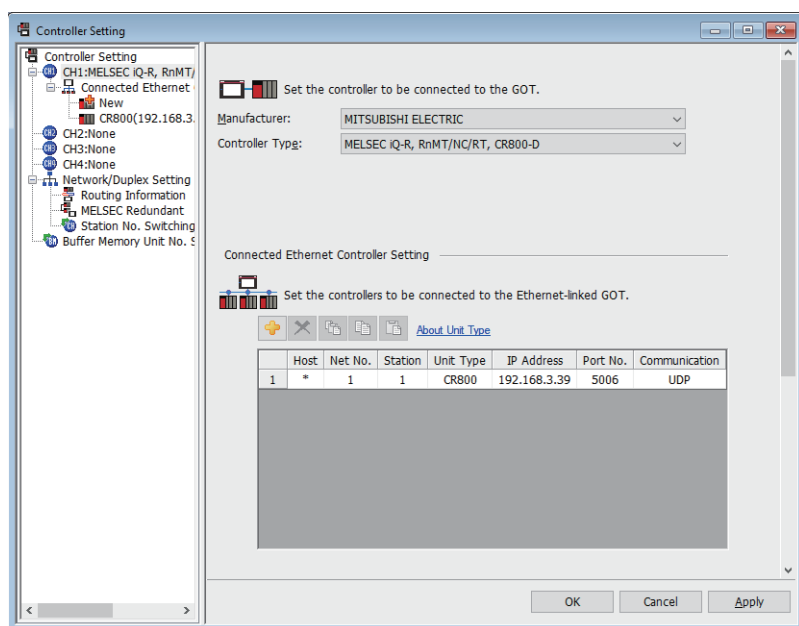 Controller Setting
Controller Setting
CH1:MELSEC iQ-R, RnMT/
Connected Ethernet
New
CR800(192.168.3.
CH2:None
CH3:None
CH4:None
Network/Duplex Setting
Routing Information
MELSEC Redundant
Station No. Switching
Buffer Memory Unit No. S
Set the controller to be connected to the GOT.
Manufacturer: MITSUBISHI ELECTRIC
Controller Type: MELSEC iQ-R, RnMT/NC/RT, CR800-D
Connected Ethernet Controller Setting
Set the controllers to be connected to the Ethernet-linked GOT.
About Unit Type
Host Net No. Station Unit Type IP Address Port No. Communication
1 * 1 1 CR800 192.168.3.39 5006 UDP
OK Cancel Apply